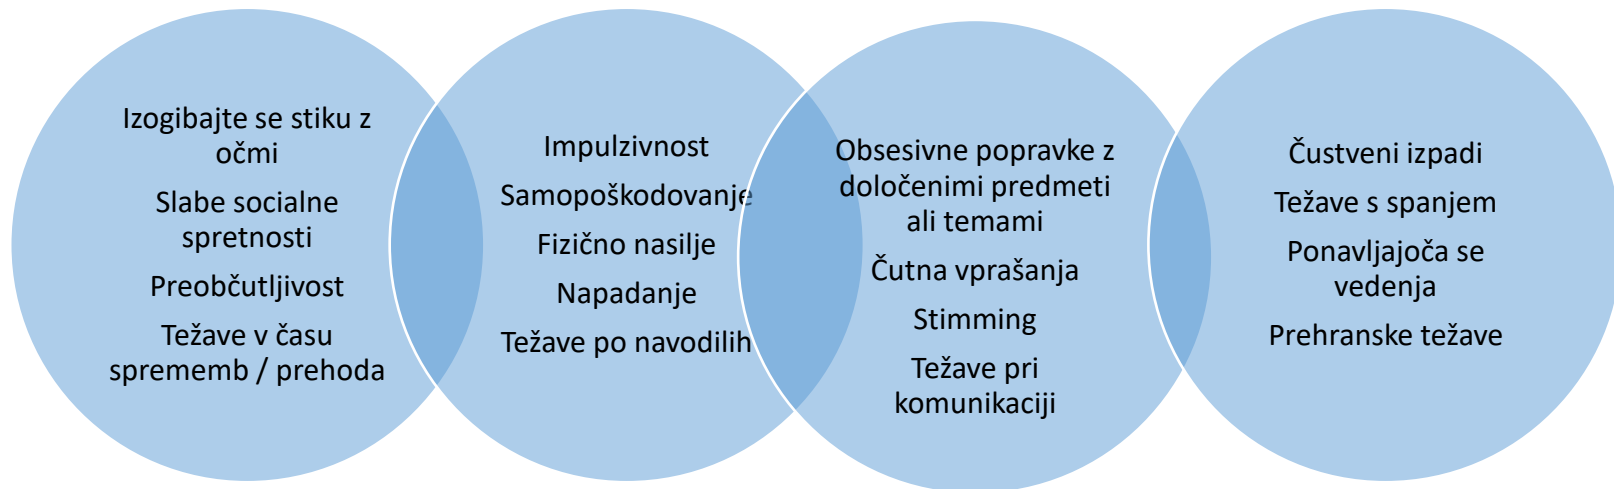 Izogibajte se stiku z
očmi
Slabe socialne
spretnosti
Preobčutljivost
Težave v času
sprememb / prehoda
Impulzivnost
Samopoškodovanje
Fizično nasilje
Napadanje
Težave po navodilih
Obsesivne popravke z
določenimi predmeti
ali temami
Čutna vprašanja
Stimming
Težave pri
komunikaciji
Čustveni izpadi
Težave s spanjem
Ponavljajoča se
vedenja
Prehranske težave